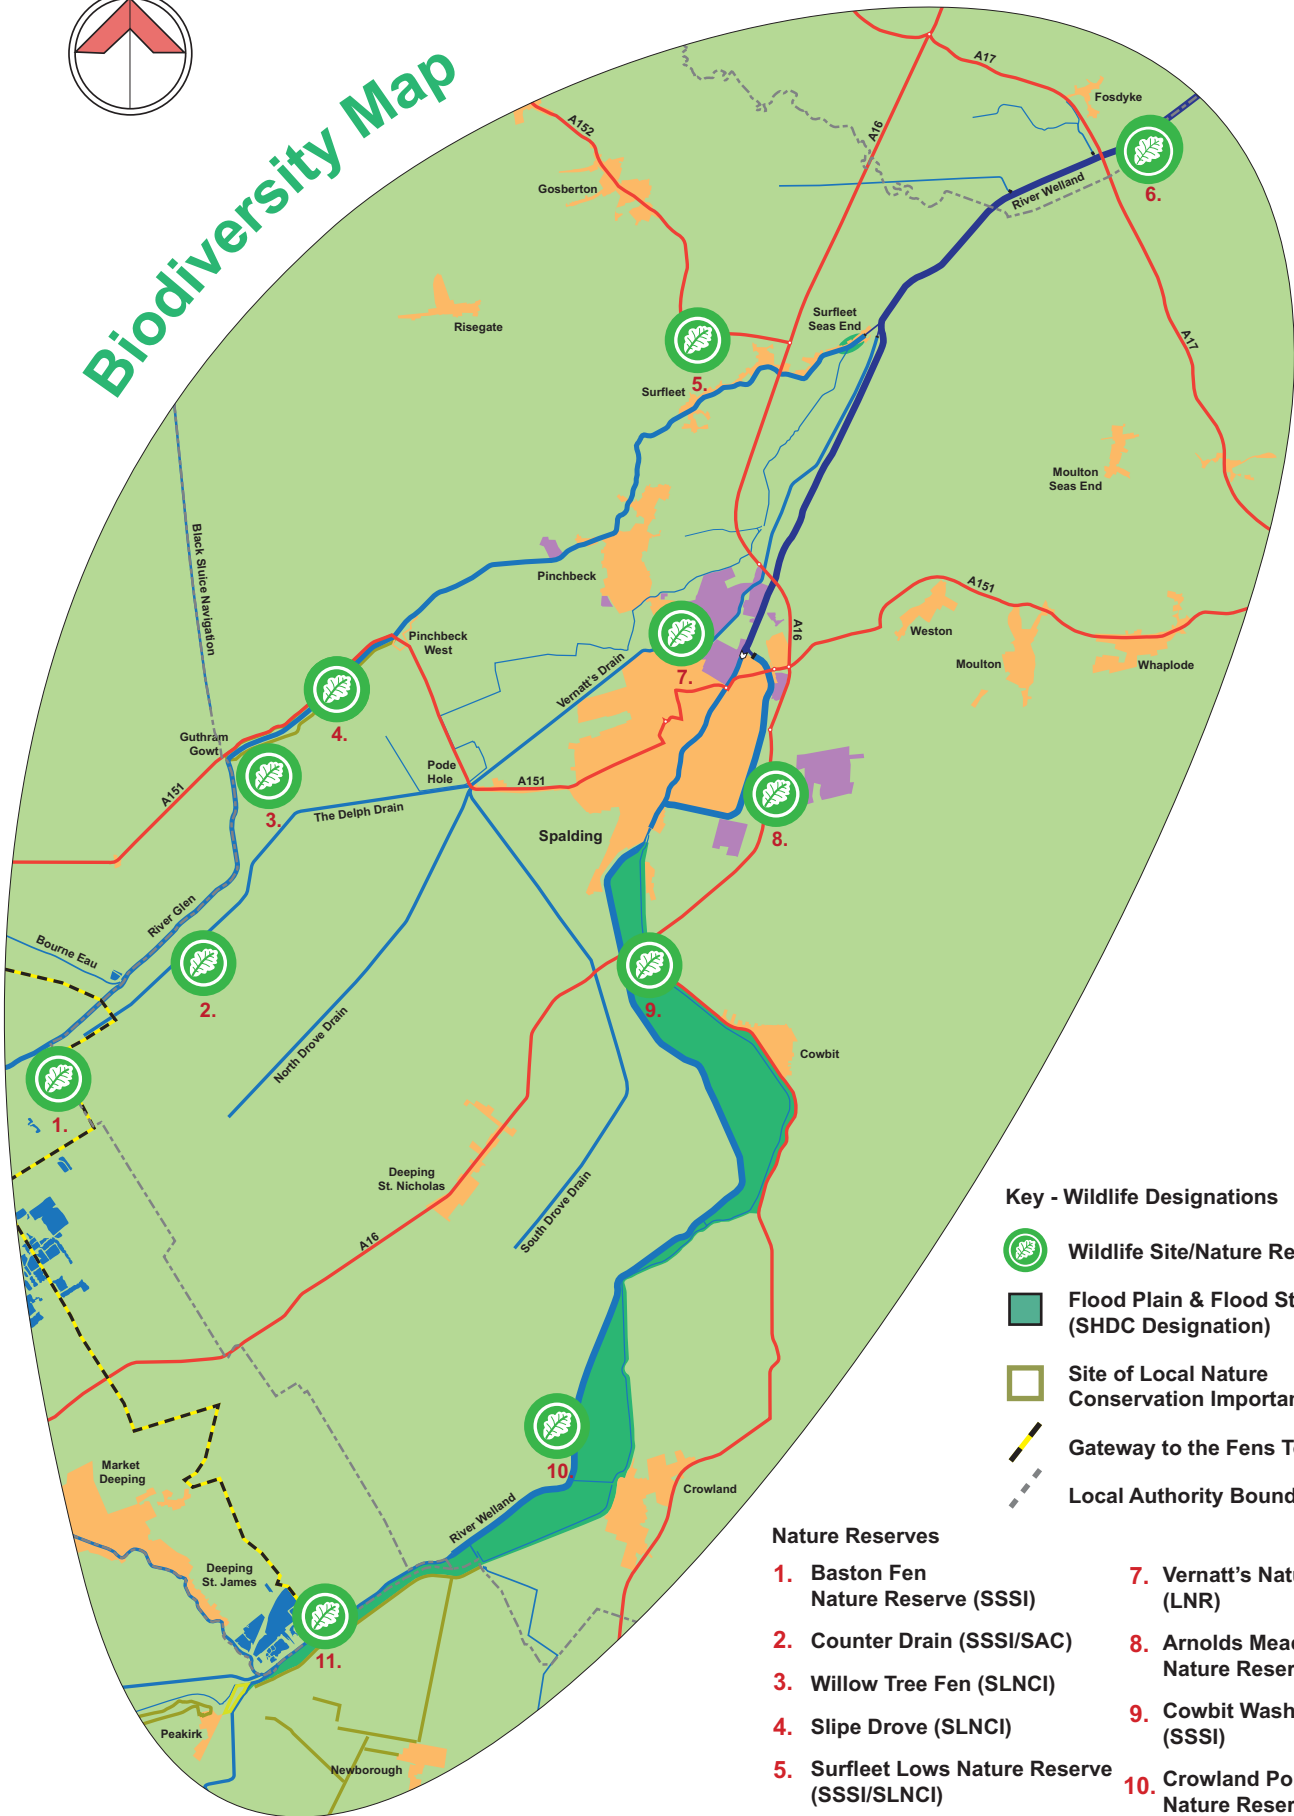 Biodiversity Map
A17
Fosdyke
A152
A16
6.
Gosberton
River Welland
Risegate
Surfleet
Seas End
A17
5.
Surfleet
Moulton
Seas End
Black Sluice Navigation
Pinchbeck
A151
Weston
A16
Pinchbeck
West
Moulton
Whaplode
Vernatt's Drain
7.
4.
Guthram
Gowt
Pode
Hole
A151
A151
3.
The Delph Drain
Spalding
8.
River Glen
Bourne Eau
2.
9.
North Drove Drain
Cowbit
1.
Deeping
St. Nicholas
South Drove Drain
A16
Market
Deeping
10.
Crowland
River Welland
Deeping
St. James
11.
Peakirk
Newborough
Key - Wildlife Designations
Wildlife Site/Nature Re
Flood Plain & Flood St
(SHDC Designation)
Site of Local Nature
Conservation Importa
Gateway to the Fens T
Local Authority Bound
Nature Reserves
1. Baston Fen
Nature Reserve (SSSI)
2. Counter Drain (SSSI/SAC)
3. Willow Tree Fen (SLNCI)
4. Slipe Drove (SLNCI)
5. Surfleet Lows Nature Reserve
(SSSI/SLNCI)
7. Vernatt's Natu
(LNR)
8. Arnolds Mea
Nature Reser
9. Cowbit Wash
(SSSI)
10. Crowland Po
Nature Reser